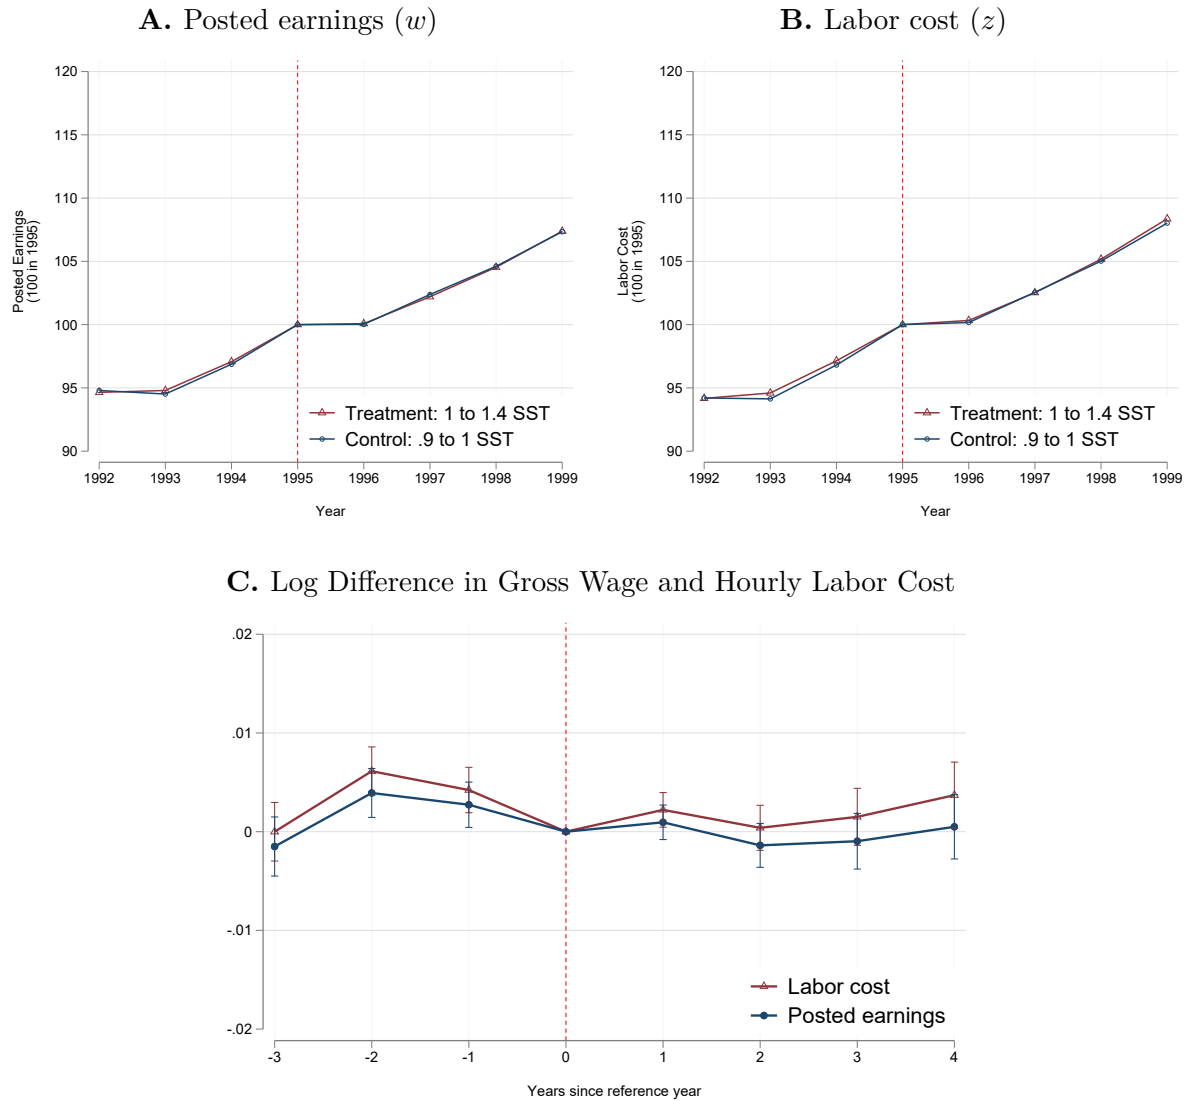 A. Posted earnings (w)
120
115
110
105
100
95
90
Posted Earnings
(100 in 1995)
Treatment: 1 to 1.4 SST
Control: .9 to 1 SST
1992 1993 1994 1995 1996 1997 1998 1999
Year
B. Labor cost (z)
120
115
110
105
100
95
90
Labor Cost
(100 in 1995)
Treatment: 1 to 1.4 SST
Control: .9 to 1 SST
1992 1993 1994 1995 1996 1997 1998 1999
Year
C. Log Difference in Gross Wage and Hourly Labor Cost
.02
.01
0
-.01
-.02
Labor cost
Posted earnings
-3 -2 -1 0 1 2 3 4
Years since reference year